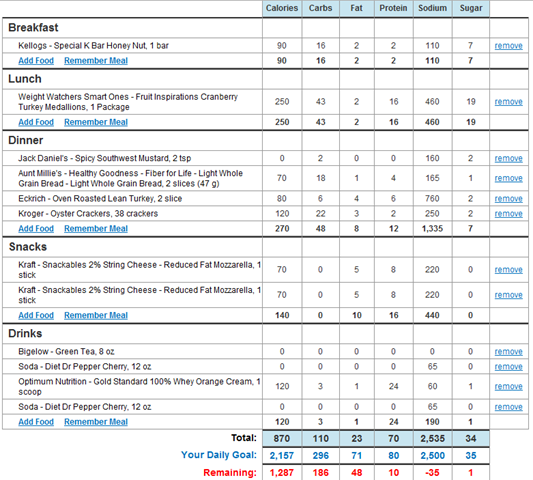 Calories Carbs Fat Protein Sodium Sugar
Breakfast
Kellogs - Special K Bar Honey Nut, 1 bar 90 16 2 2 110 7 remove
Add Food Remember Meal 90 16 2 2 110 7
Lunch
Weight Watchers Smart Ones - Fruit Inspirations Cranberry
Turkey Medallions, 1 Package 250 43 2 16 460 19 remove
Add Food Remember Meal 250 43 2 16 460 19
Dinner
Jack Daniel's - Spicy Southwest Mustard, 2 tsp 0 2 0 0 160 2 remove
Aunt Millie's - Healthy Goodness - Fiber for Life - Light Whole
Grain Bread - Light Whole Grain Bread, 2 slices (47 g) 70 18 1 4 165 1 remove
Eckrich - Oven Roasted Lean Turkey, 2 slice 80 6 4 6 760 2 remove
Kroger - Oyster Crackers, 38 crackers 120 22 3 2 250 2 remove
Add Food Remember Meal 270 48 8 12 1,335 7
Snacks
Kraft - Snackables 2% String Cheese - Reduced Fat Mozzarella, 1
stick 70 0 5 8 220 0 remove
Kraft - Snackables 2% String Cheese - Reduced Fat Mozzarella, 1
stick 70 0 5 8 220 0 remove
Add Food Remember Meal 140 0 10 16 440 0
Drinks
Bigelow - Green Tea, 8 oz 0 0 0 0 0 0 remove
Soda - Diet Dr Pepper Cherry, 12 oz 0 0 0 0 65 0 remove
Optimum Nutrition - Gold Standard 100% Whey Orange Cream, 1
scoop 120 3 1 24 60 1 remove
Soda - Diet Dr Pepper Cherry, 12 oz 0 0 0 0 65 0 remove
Add Food Remember Meal 120 3 1 24 190 1
Total: 870 110 23 70 2,535 34
Your Daily Goal: 2,157 296 71 80 2,500 35
Remaining: 1,287 186 48 10 -35 1